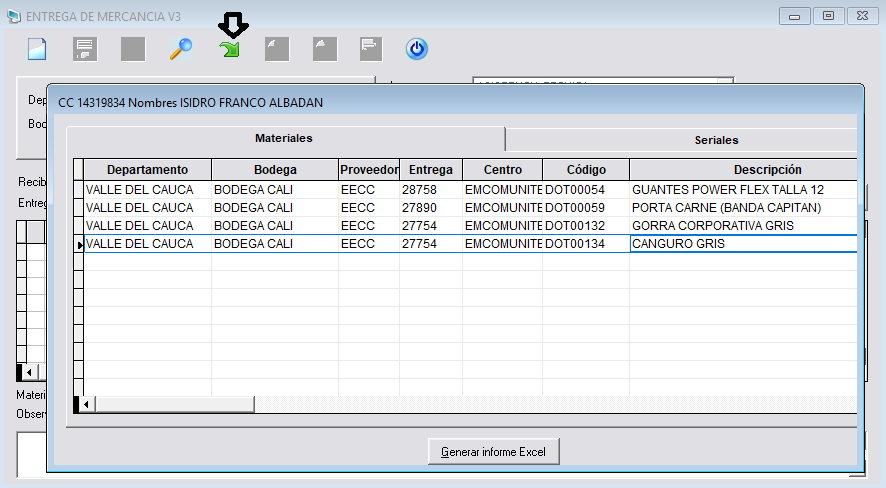 ENTREGA DE MERCANCIA V3
Dep
Bod
CC 14319834 Nombres ISIDRO FRANCO ALBADAN
Materiales Seriales
Departamento Bodega Proveedor Entrega Centro Código Descripción
VALLE DEL CAUCA BODEGA CALI EECC 28758 EMCOMUNITE DOT00054 GUANTES POWER FLEX TALLA 12
VALLE DEL CAUCA BODEGA CALI EECC 27890 EMCOMUNITE DOT00059 PORTA CARNE (BANDA CAPITAN)
VALLE DEL CAUCA BODEGA CALI EECC 27754 EMCOMUNITE DOT00132 GORRA CORPORATIVA GRIS
VALLE DEL CAUCA BODEGA CALI EECC 27754 EMCOMUNITE DOT00134 CANGURO GRIS
Recib
Entreg
Materi
Obser
Generar informe Excel